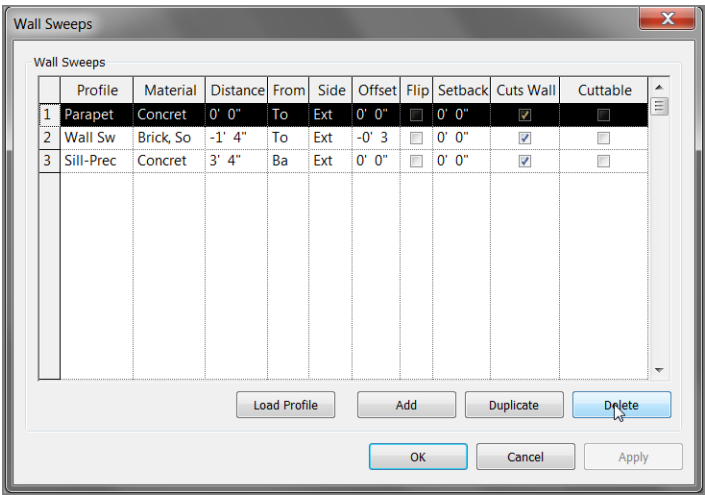 Wall Sweeps
Wall Sweeps
Profile Material Distance From Side Offset Flip Setback Cuts Wall Cuttable
1 Parapet Concret 0' 0" To Ext 0' 0" 0' 0"
2 Wall Sw Brick, So -1' 4" To Ext -0' 3 0' 0"
3 Sill-Prec Concret 3' 4" Ba Ext 0' 0" 0' 0"
Load Profile Add Duplicate Delete
OK Cancel Apply